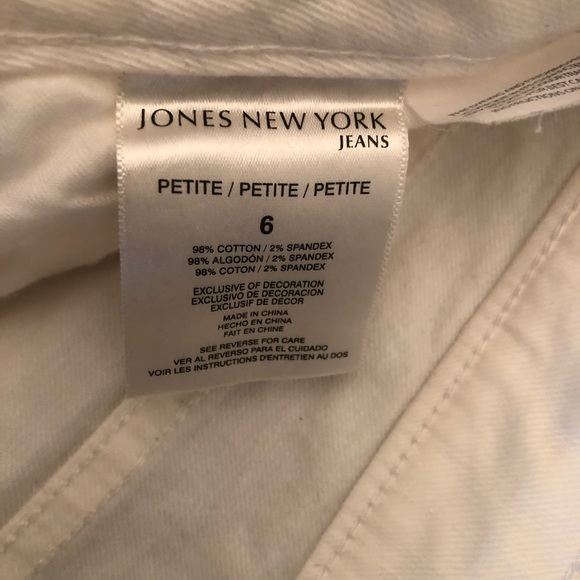 JONES NEW YORK
JEANS
PETITE / PETITE / PETITE
6
98% COTTON / 2% SPANDEX
98% ALGODÓN / 2% SPANDEX
98% COTON / 2% SPANDEX
EXCLUSIVE OF DECORATION
EXCLUSIVO DE DECORACION
EXCLUSIF DE DÉCOR
MADE IN CHINA
HECHO EN CHINA
FAIT EN CHINE
SEE REVERSE FOR CARE
VER AL REVERSO PARA EL CUIDADO
VOIR LES INSTRUCTIONS D'ENTRETIEN AU DOS